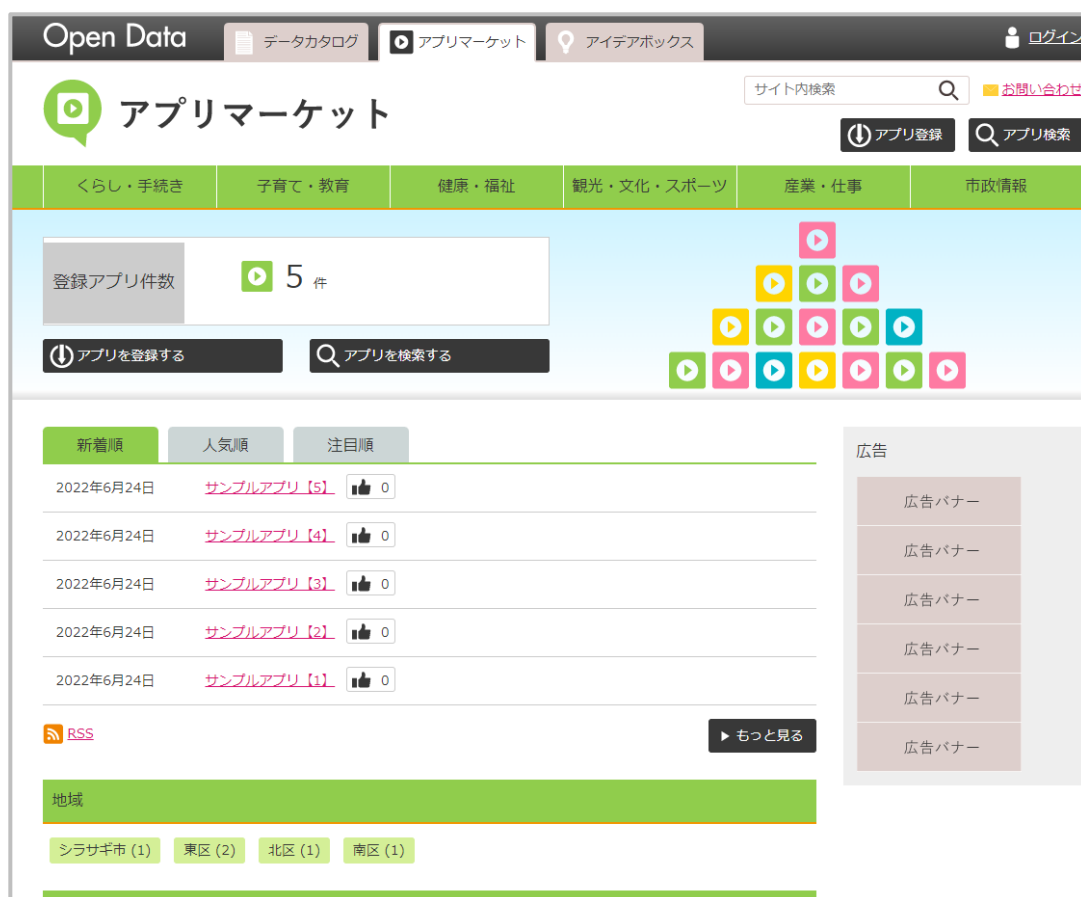 Open Data データカタログ アプリマーケット アイデアボックス ログイン
アプリマーケット
サイト内検索 お問い合わせ
アプリ登録 アプリ検索
くらし・手続き 子育て・教育 健康・福祉 観光・文化・スポーツ 産業・仕事 市政情報
登録アプリ件数 5 件
アプリを登録する アプリを検索する
新着順 人気順 注目順
2022年6月24日 サンプルアプリ【5】 0
2022年6月24日 サンプルアプリ【4】 0
2022年6月24日 サンプルアプリ【3】 0
2022年6月24日 サンプルアプリ【2】 0
2022年6月24日 サンプルアプリ【1】 0
RSS もっと見る
地域
シラサギ市 (1) 東区 (2) 北区 (1) 南区 (1)
広告
広告バナー
広告バナー
広告バナー
広告バナー
広告バナー
広告バナー